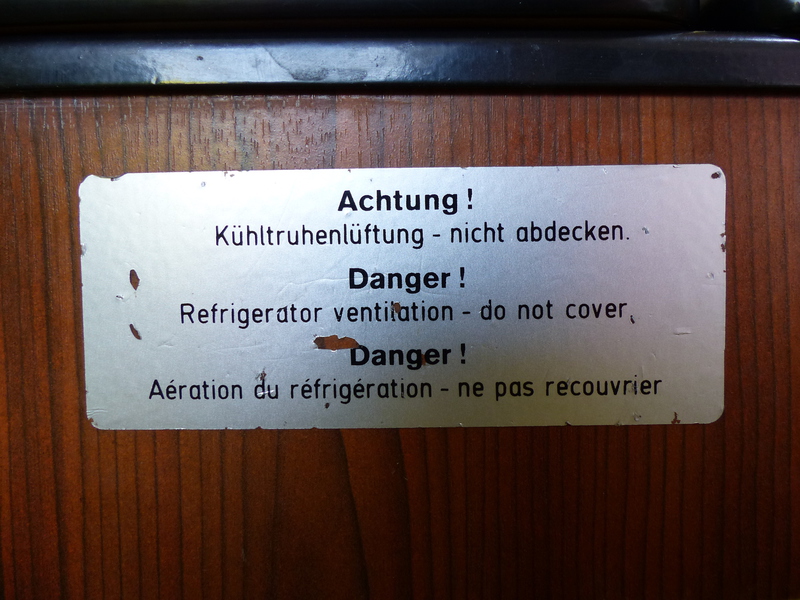 Achtung !
Kühltruhenlüftung - nicht abdecken.
Danger !
Refrigerator ventilation - do not cover.
Danger !
Aération du réfrigération - ne pas recouvrier